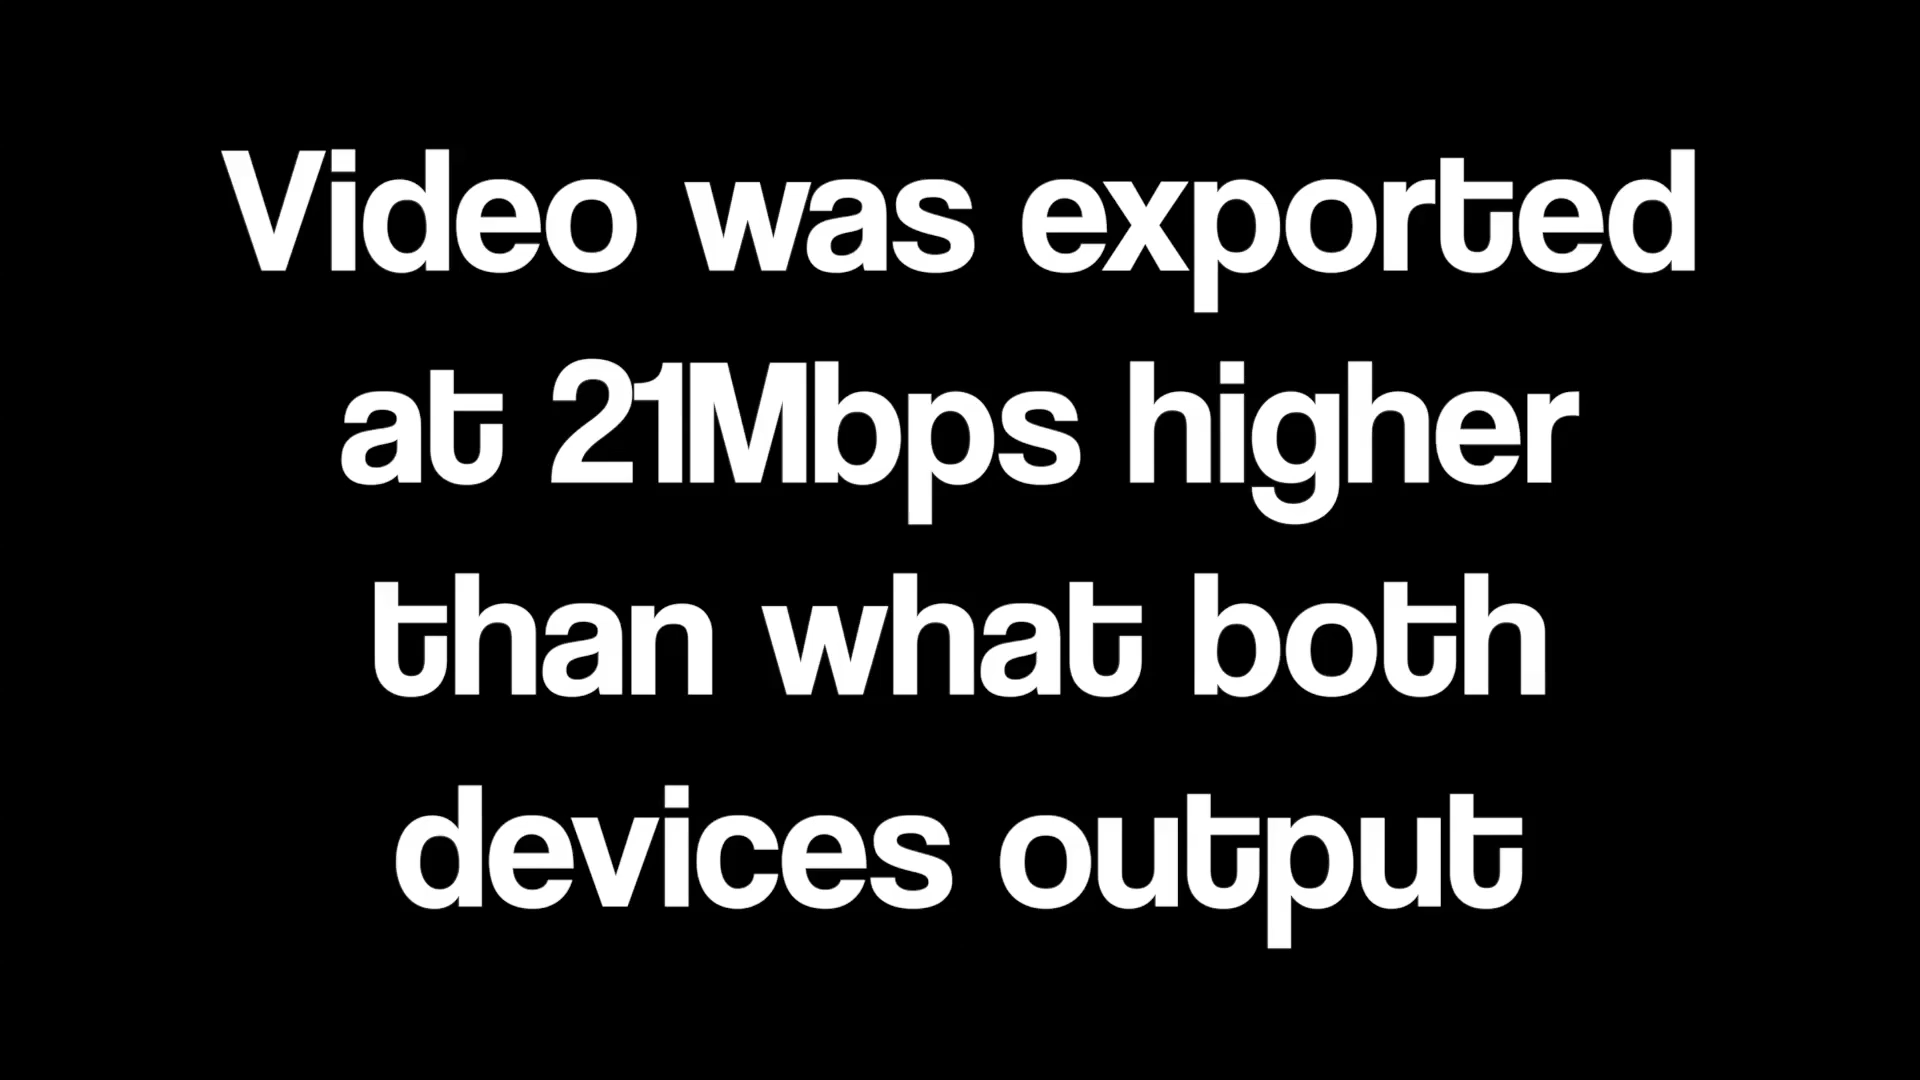 Video was exported
at 21Mbps higher
than what both
devices output